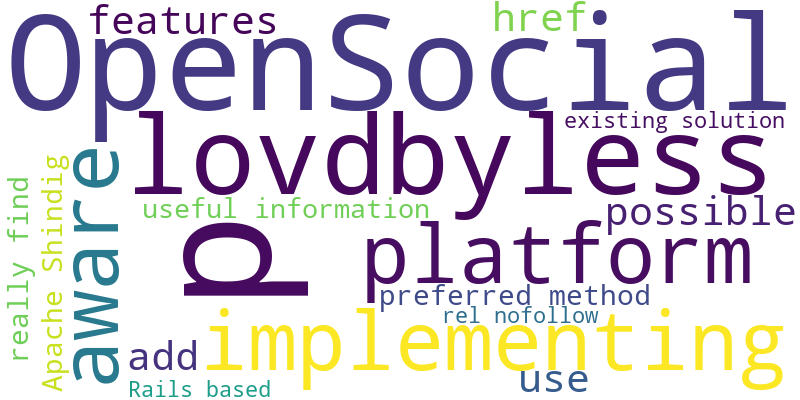 features
href
OpenSocial
existing solution
lovdbyless
aware
useful information
possible
really find
Apache Shindig
p
platform
preferred method
rel nofollow
implementing
add
use
Rails based